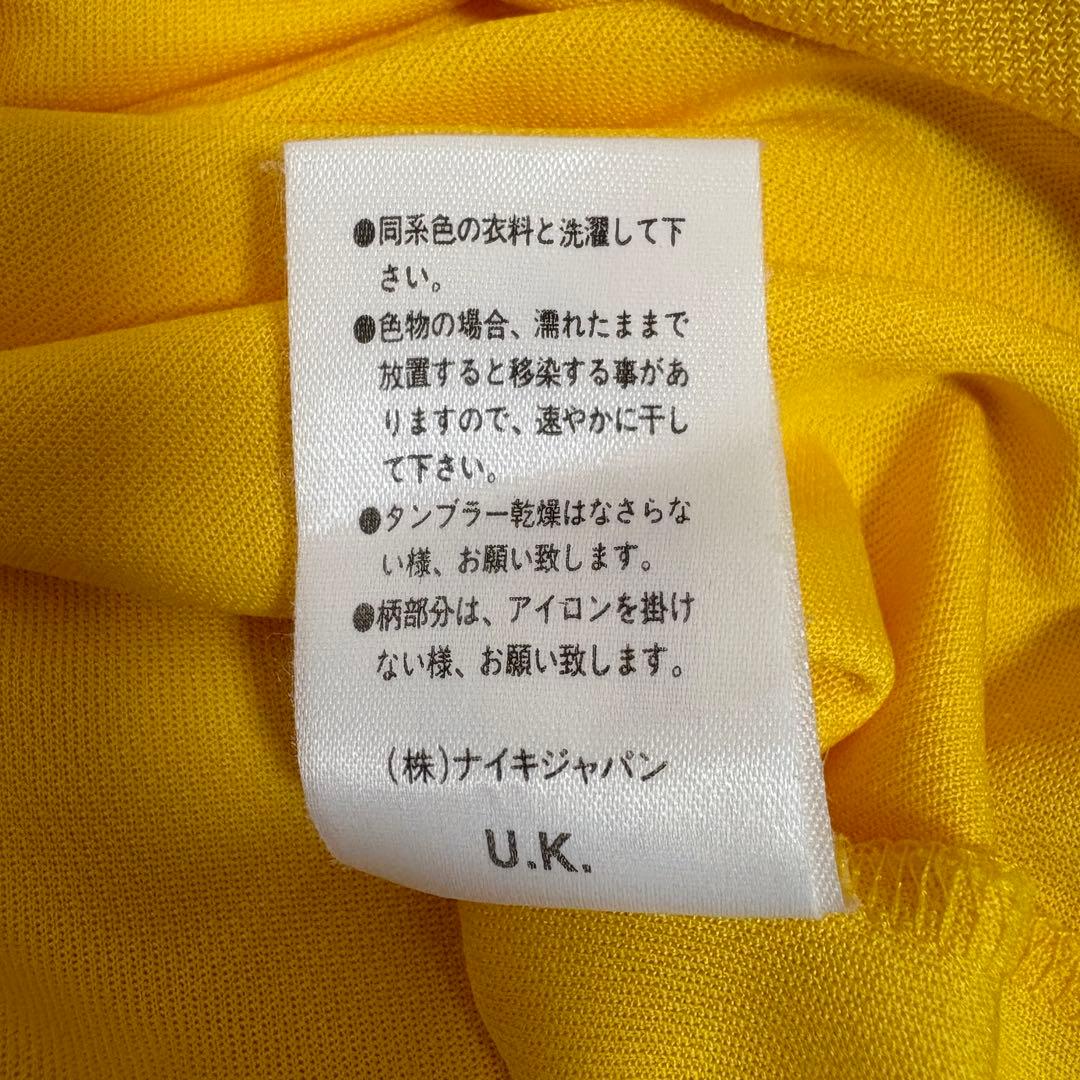 ●同系色の衣料と洗濯して下
さい。
●色物の場合、濡れたままで
放置すると移染する事があ
りますので、速やかに干し
て下さい。
●タンブラー乾燥はなさらな
い様、お願い致します。
●柄部分は、アイロンを掛け
ない様、お願い致します。
(株)ナイキジャパン
U.K.